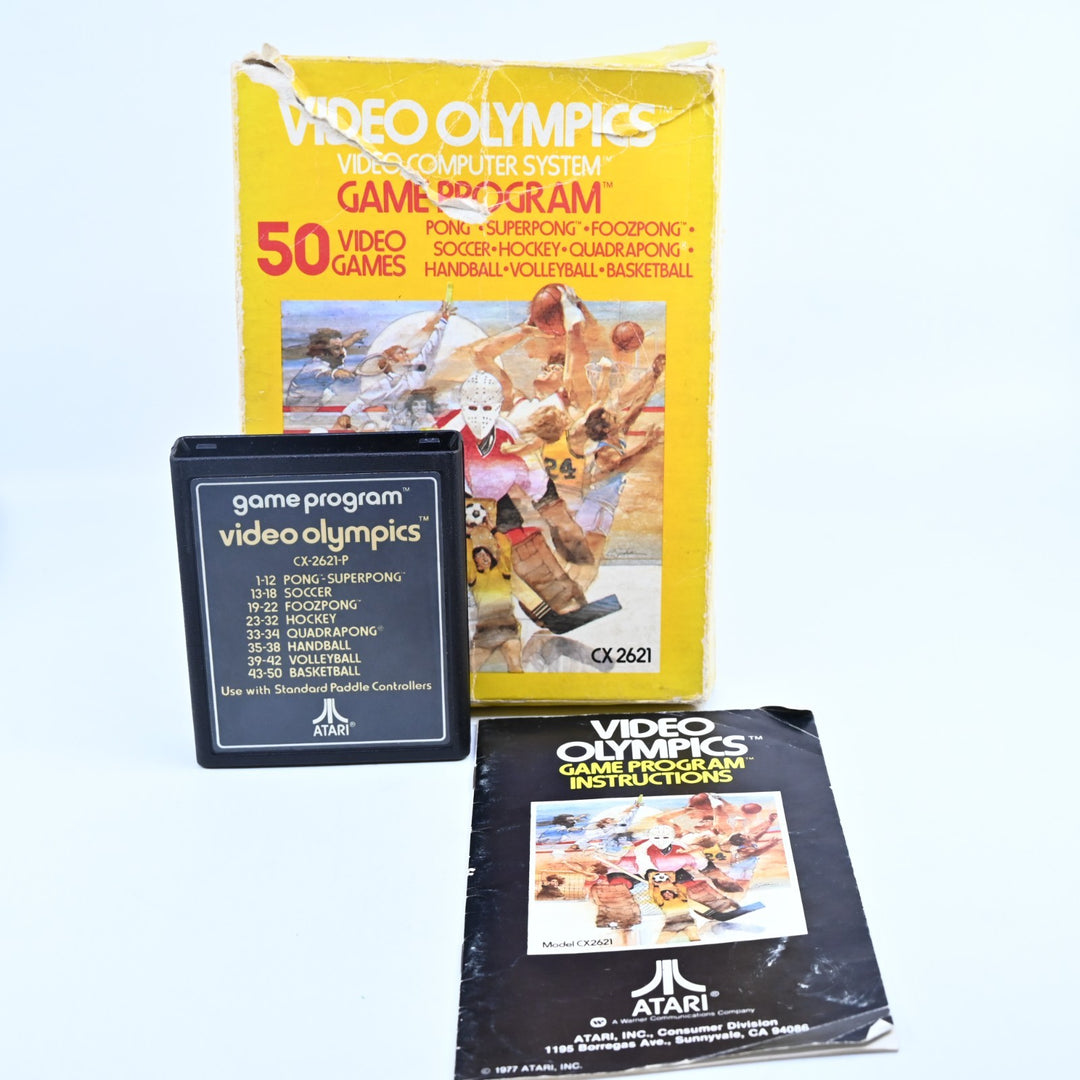 VIDEO OLYMPICS™
VIDEO COMPUTER SYSTEM™
GAME PROGRAM™
50 VIDEO GAMES
PONG™•SUPERPONG™•FOOZPONG™•
SOCCER•HOCKEY•QUADRAPONG®•
HANDBALL•VOLLEYBALL•BASKETBALL
24
CX 2621
game program™
video olympics™
CX-2621-P
1-12 PONG™-SUPERPONG™
13-18 SOCCER
19-22 FOOZPONG™
23-32 HOCKEY
33-34 QUADRAPONG®
35-38 HANDBALL
39-42 VOLLEYBALL
43-50 BASKETBALL
Use with Standard Paddle Controllers
ATARI®
VIDEO
OLYMPICS™
GAME PROGRAM™
INSTRUCTIONS
Model CX2621
ATARI®
A Warner Communications Company
ATARI, INC., Consumer Division
1195 Borregas Ave., Sunnyvale, CA 94086
© 1977 ATARI, INC.